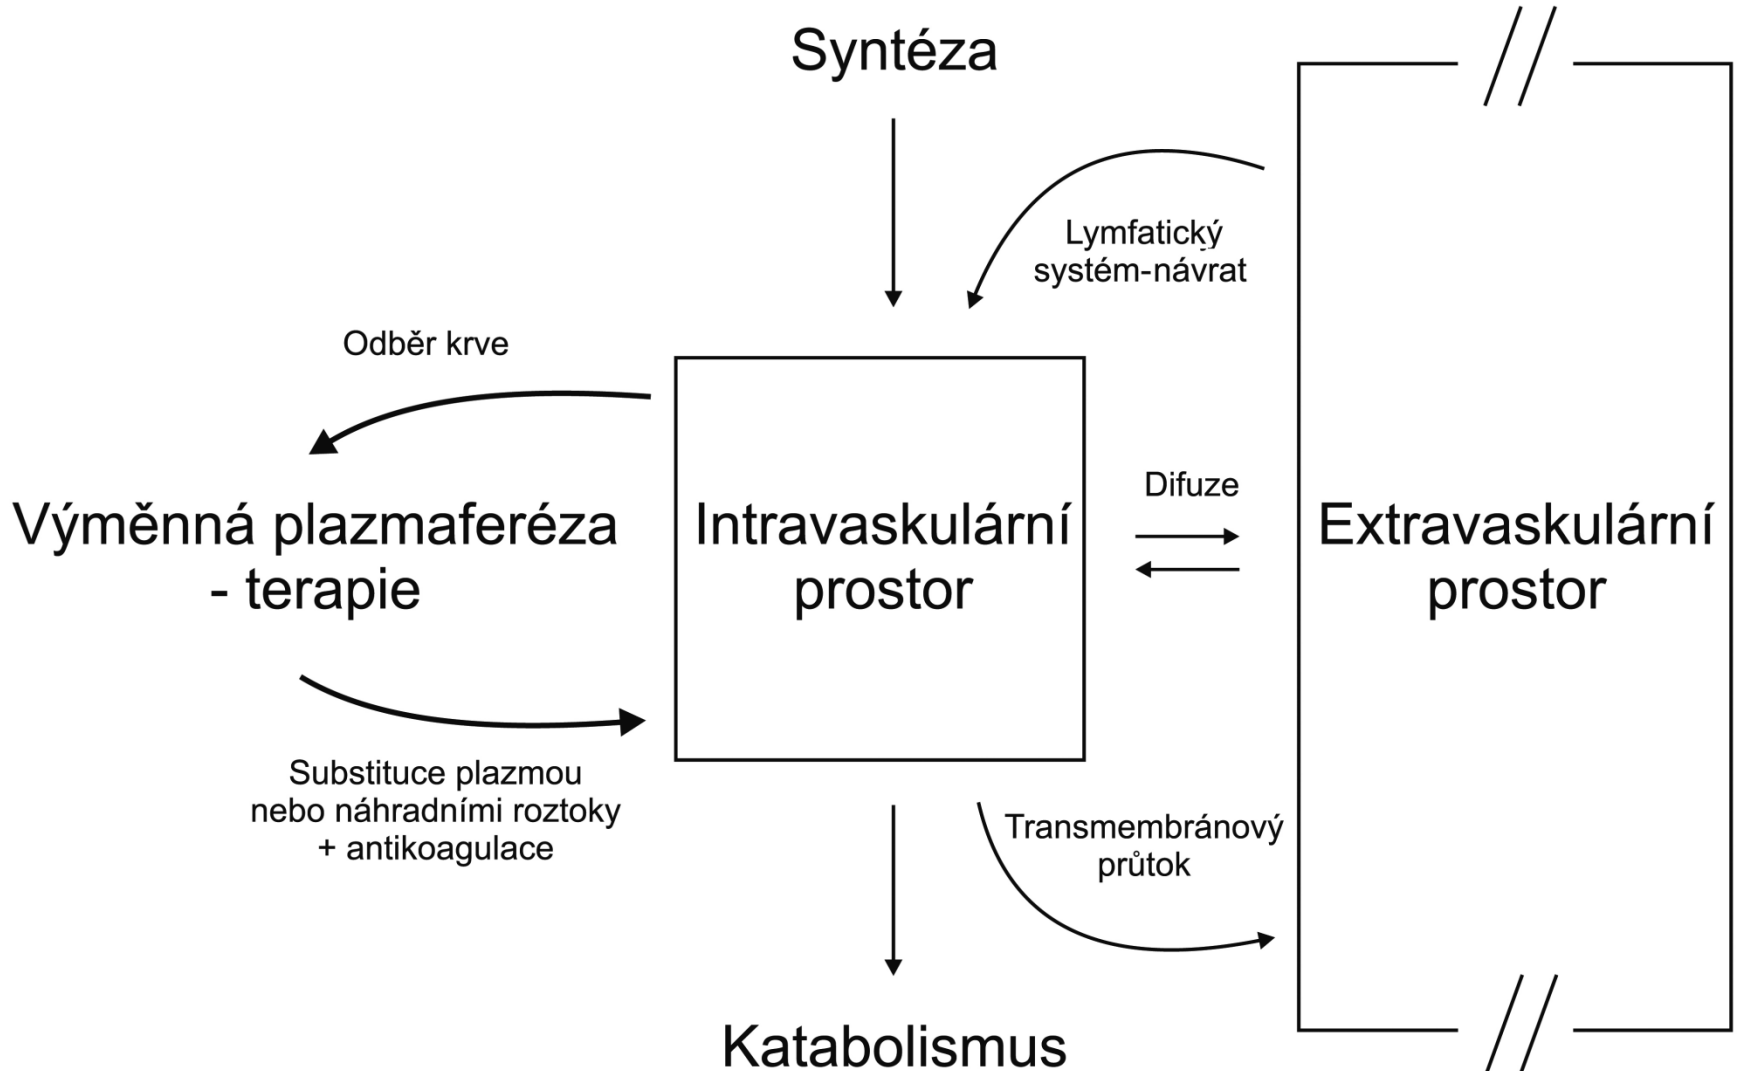 Syntéza
Lymfatický
systém-návrat
Odběr krve
Difuze
Výměnná plazmaferéza
- terapie
Intravaskulární
prostor
Extravaskulární
prostor
Substituce plazmou
nebo náhradními roztoky
+ antikoagulace
Transmembránový
průtok
Katabolismus